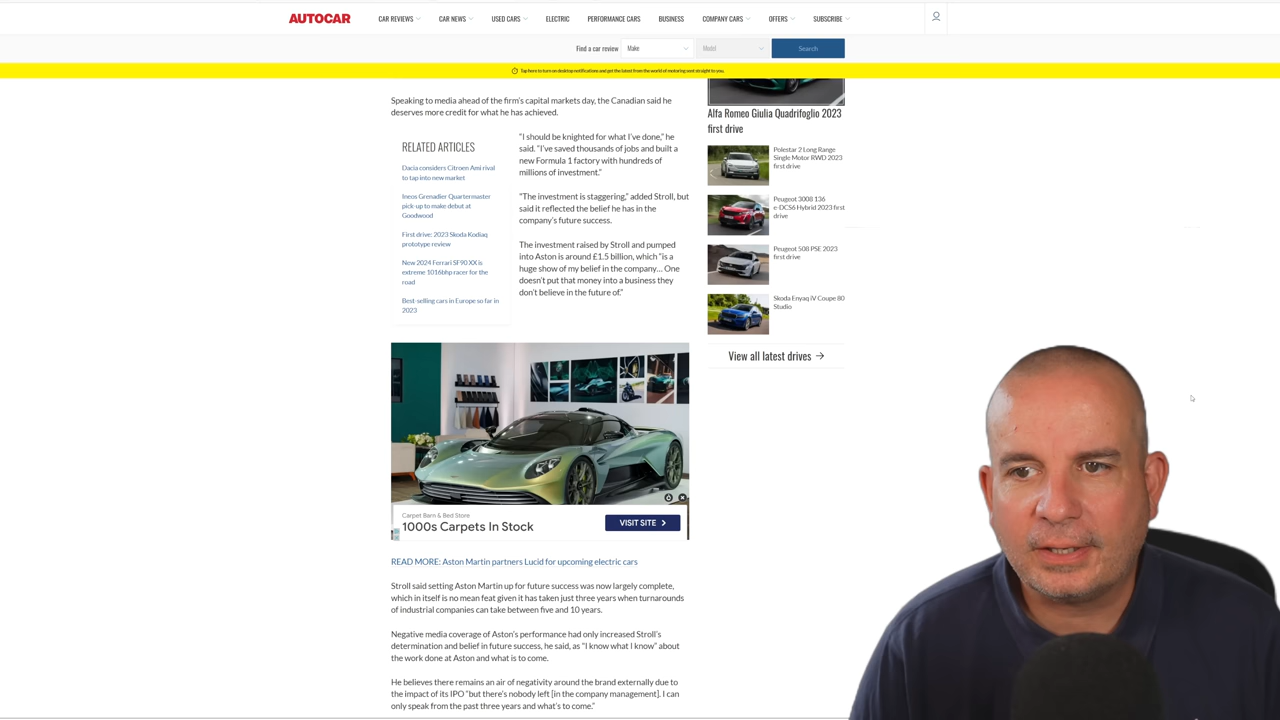 AUTOCAR
CAR REVIEWS
CAR NEWS
USED CARS
ELECTRIC
PERFORMANCE CARS
BUSINESS
COMPANY CARS
OFFERS
SUBSCRIBE
Find a car review
Make
Model
Search
Tap here to turn on desktop notifications and get the latest from the world of motoring sent straight to you.
Speaking to media ahead of the firm's capital markets day, the Canadian said he
deserves more credit for what he has achieved.
RELATED ARTICLES
Dacia considers Citroen Ami rival
to tap into new market
Ineos Grenadier Quartermaster
pick-up to make debut at
Goodwood
First drive: 2023 Skoda Kodiaq
prototype review
New 2024 Ferrari SF90 XX is
extreme 1016bhp racer for the
road
Best-selling cars in Europe so far in
2023
"I should be knighted for what I've done," he
said. "I've saved thousands of jobs and built a
new Formula 1 factory with hundreds of
millions of investment."
"The investment is staggering," added Stroll, but
said it reflected the belief he has in the
company's future success.
The investment raised by Stroll and pumped
into Aston is around £1.5 billion, which "is a
huge show of my belief in the company… One
doesn't put that money into a business they
don't believe in the future of."
Carpet Barn & Bed Store
1000s Carpets In Stock
VISIT SITE
READ MORE: Aston Martin partners Lucid for upcoming electric cars
Stroll said setting Aston Martin up for future success was now largely complete,
which in itself is no mean feat given it has taken just three years when turnarounds
of industrial companies can take between five and 10 years.
Negative media coverage of Aston's performance had only increased Stroll's
determination and belief in future success, he said, as "I know what I know" about
the work done at Aston and what is to come.
He believes there remains an air of negativity around the brand externally due to
the impact of its IPO "but there's nobody left [in the company management]. I can
only speak from the past three years and what's to come."
Alfa Romeo Giulia Quadrifoglio 2023
first drive
Polestar 2 Long Range
Single Motor RWD 2023
first drive
Peugeot 3008 136
e-DCS6 Hybrid 2023 first
drive
Peugeot 508 PSE 2023
first drive
Skoda Enyaq iV Coupe 80
Studio
View all latest drives